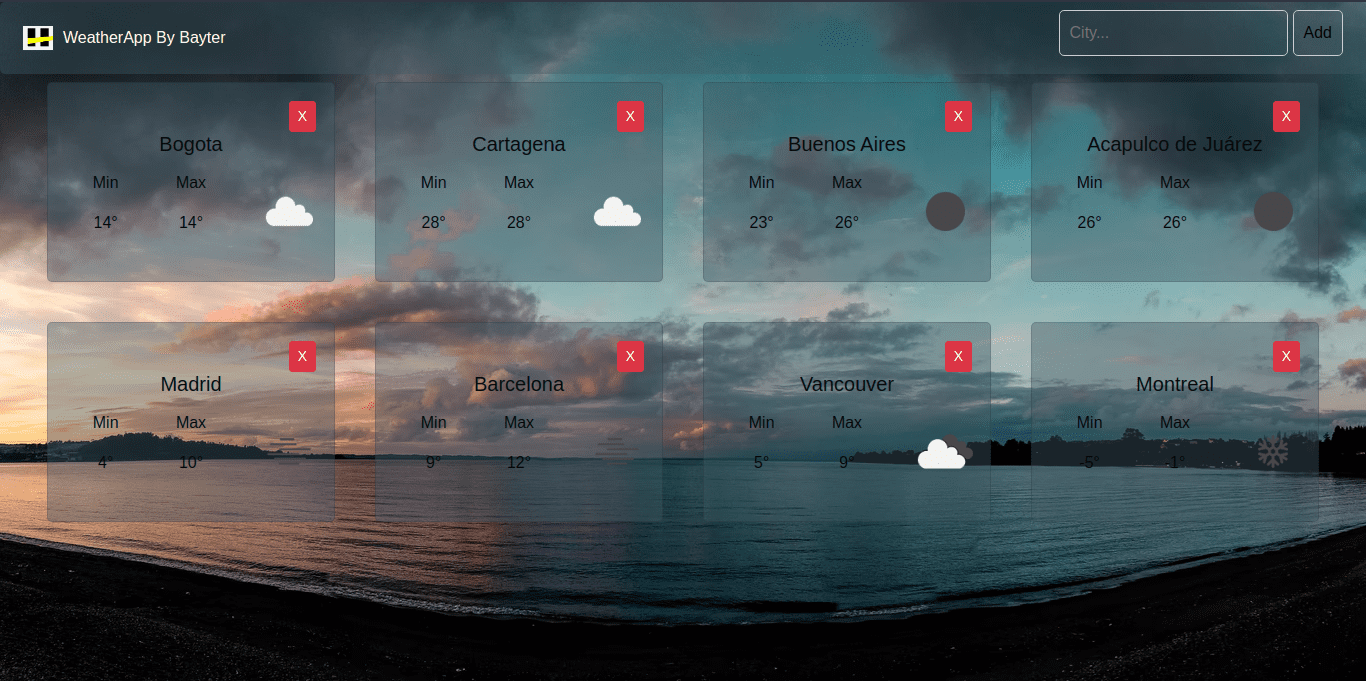 WeatherApp By Bayter
City...
Add
X
Bogota
Min Max
14° 14°
X
Cartagena
Min Max
28° 28°
X
Buenos Aires
Min Max
23° 26°
X
Acapulco de Juárez
Min Max
26° 26°
X
Madrid
Min Max
4° 10°
X
Barcelona
Min Max
9° 12°
X
Vancouver
Min Max
5° 9°
X
Montreal
Min Max
-5° -1°